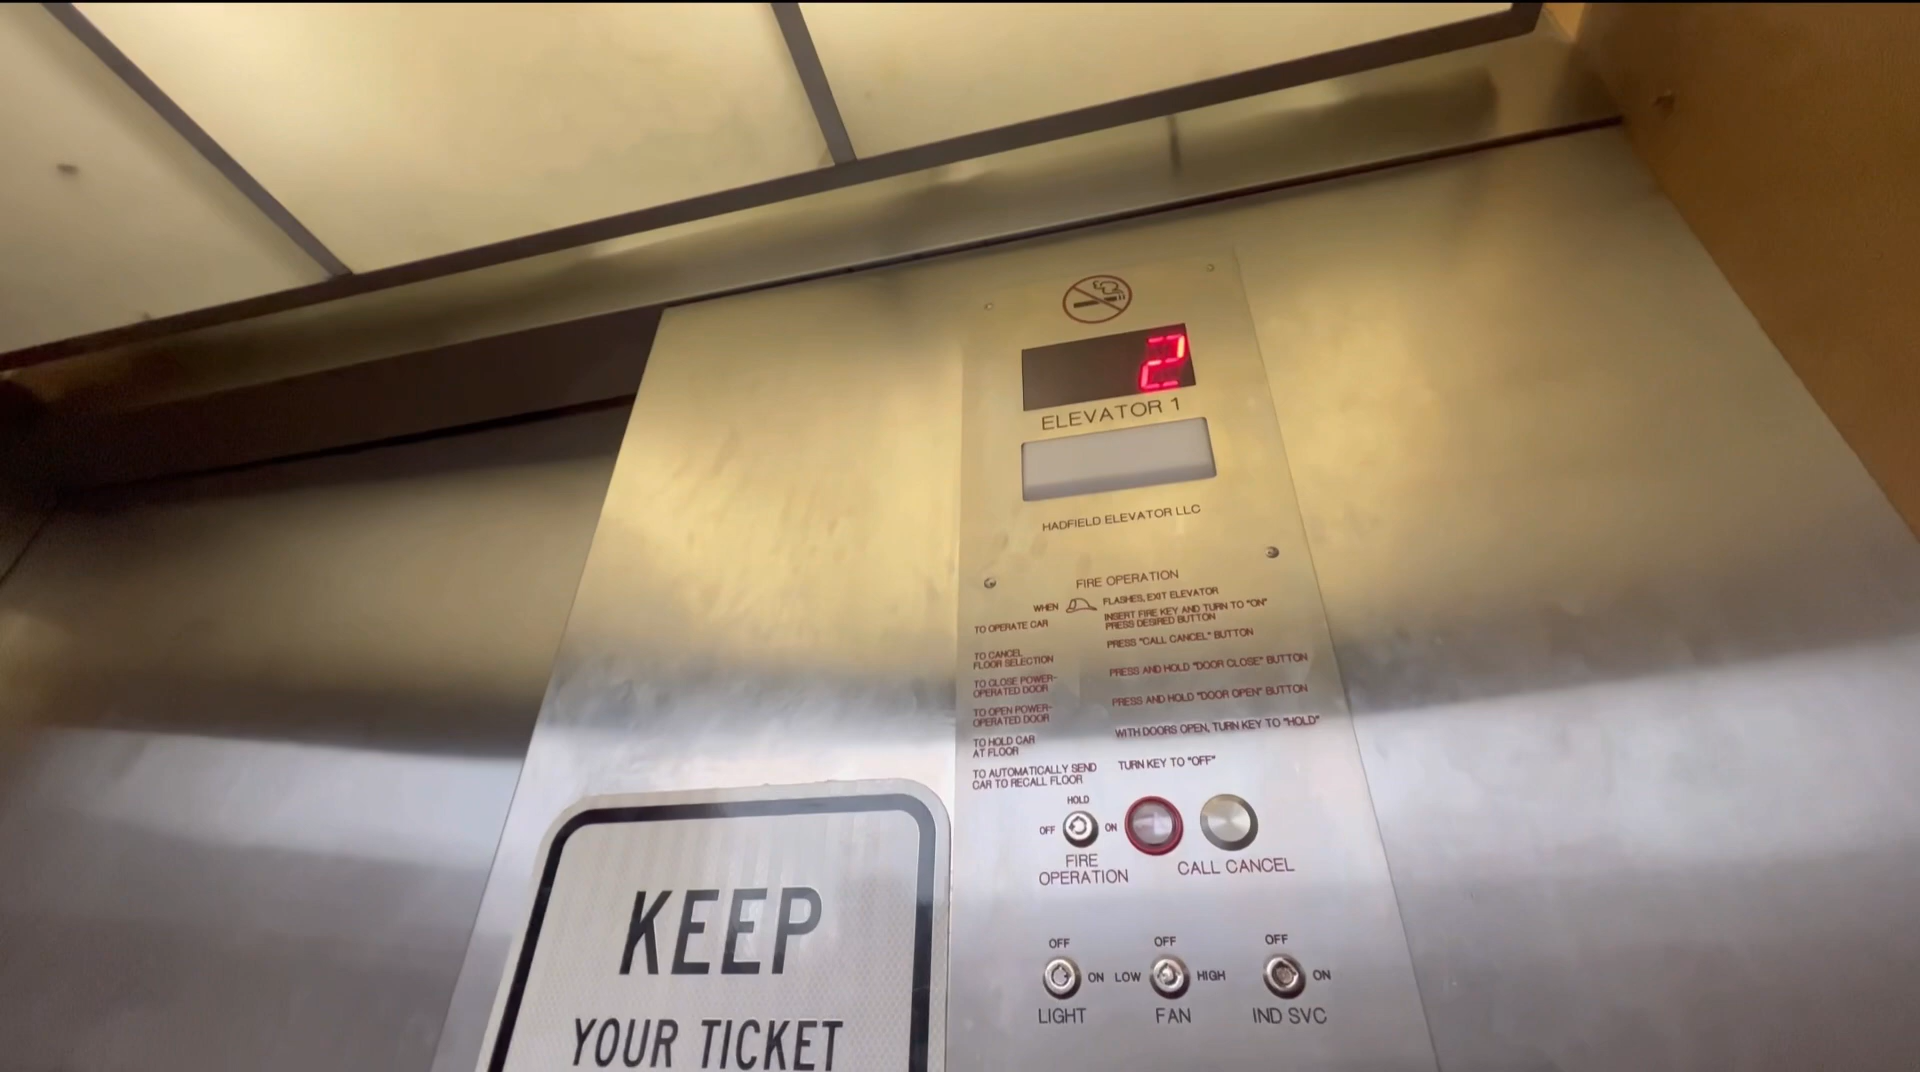 2
ELEVATOR 1
HADFIELD ELEVATOR LLC
FIRE OPERATION
WHEN FLASHES, EXIT ELEVATOR
TO OPERATE CAR
INSERT FIRE KEY AND TURN TO "ON"
PRESS DESIRED BUTTON
TO CANCEL
FLOOR SELECTION
PRESS "CALL CANCEL" BUTTON
TO CLOSE POWER-
OPERATED DOOR
PRESS AND HOLD "DOOR CLOSE" BUTTON
TO OPEN POWER-
OPERATED DOOR
PRESS AND HOLD "DOOR OPEN" BUTTON
TO HOLD CAR
AT FLOOR
WITH DOORS OPEN, TURN KEY TO "HOLD"
TO AUTOMATICALLY SEND
CAR TO RECALL FLOOR
TURN KEY TO "OFF"
HOLD
OFF ON
FIRE
OPERATION
CALL CANCEL
OFF OFF OFF
ON LOW HIGH ON
LIGHT FAN IND SVC
KEEP
YOUR TICKET